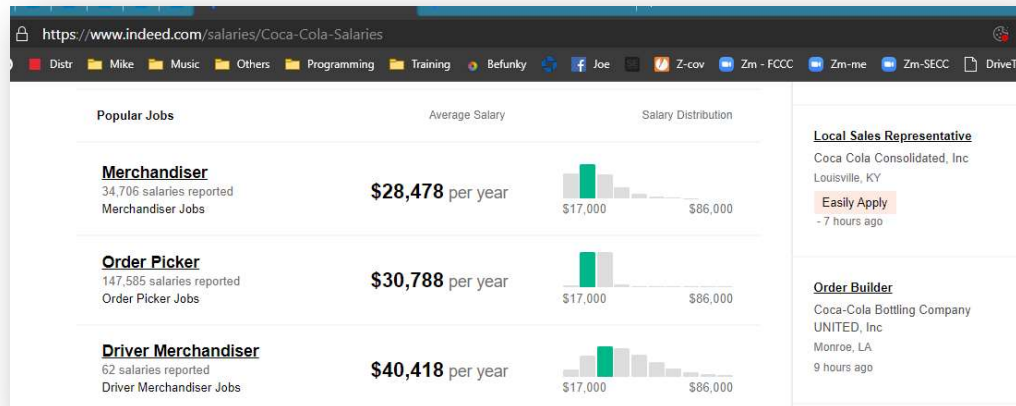 https://www.indeed.com/salaries/Coca-Cola-Salaries
Distr Mike Music Others Programming Training Befunky Joe Z-cov Zm - FCCC Zm-me Zm-SECC DriveT
Popular Jobs Average Salary Salary Distribution
Merchandiser
34,706 salaries reported
Merchandiser Jobs
$28,478 per year
$17,000 $86,000
Order Picker
147,585 salaries reported
Order Picker Jobs
$30,788 per year
$17,000 $86,000
Driver Merchandiser
62 salaries reported
Driver Merchandiser Jobs
$40,418 per year
$17,000 $86,000
Local Sales Representative
Coca Cola Consolidated, Inc
Louisville, KY
Easily Apply
- 7 hours ago
Order Builder
Coca-Cola Bottling Company
UNITED, Inc
Monroe, LA
9 hours ago